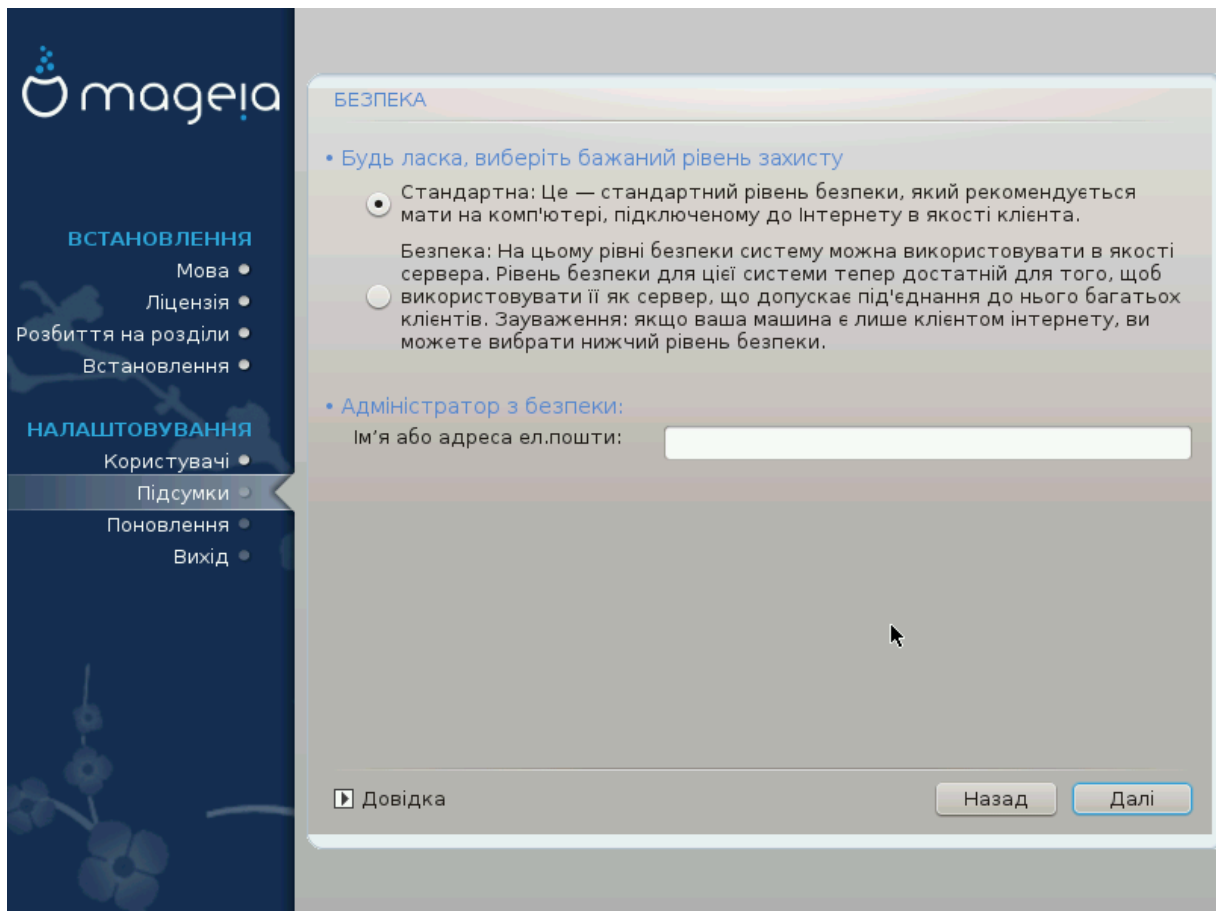 mageia
ВСТАНОВЛЕННЯ
Мова
Ліцензія
Розбиття на розділи
Встановлення
НАЛАШТОВУВАННЯ
Користувачі
Підсумки
Поновлення
Вихід
БЕЗПЕКА
• Будь ласка, виберіть бажаний рівень захисту
Стандартна: Це — стандартний рівень безпеки, який рекомендується
мати на комп'ютері, підключеному до Інтернету в якості клієнта.
Безпека: На цьому рівні безпеки систему можна використовувати в якості
сервера. Рівень безпеки для цієї системи тепер достатній для того, щоб
використовувати її як сервер, що допускає під'єднання до нього багатьох
клієнтів. Зауваження: якщо ваша машина є лише клієнтом інтернету, ви
можете вибрати нижчий рівень безпеки.
• Адміністратор з безпеки:
Ім’я або адреса ел.пошти:
Довідка
Назад
Далі